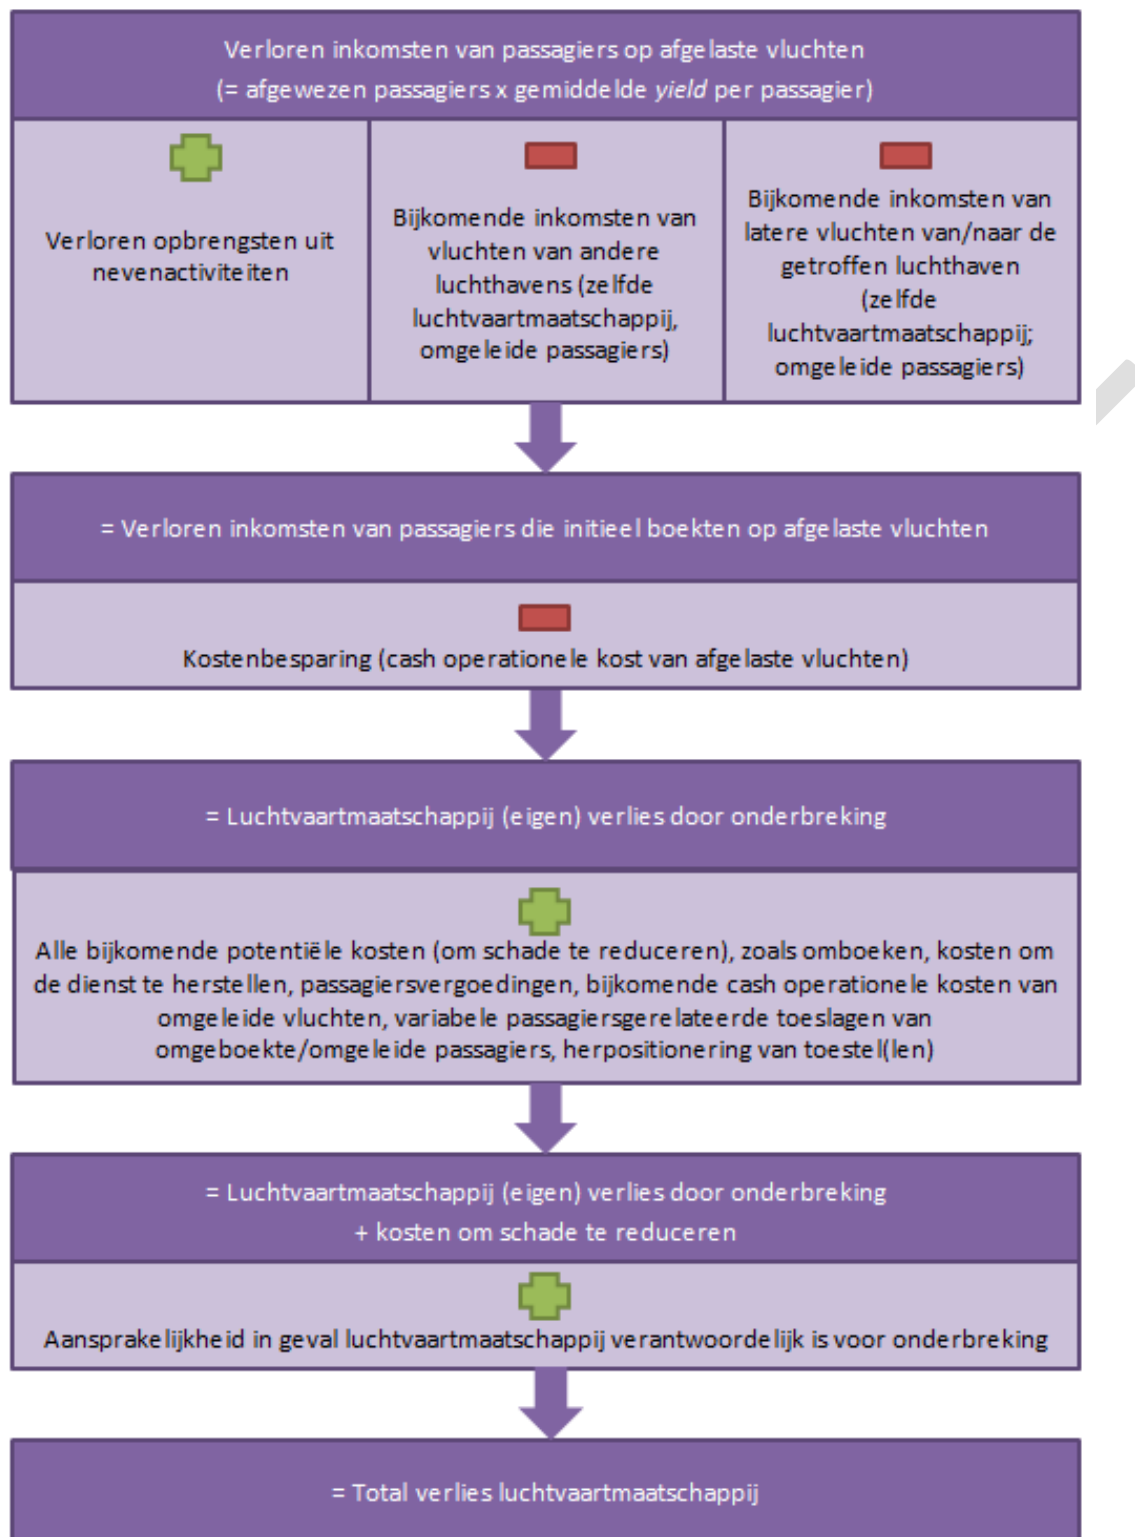 Verloren inkomsten van passagiers op afgelaste vluchten
(= afgewezen passagiers x gemiddelde yield per passagier)
Verloren opbrengsten uit
nevenactiviteiten
Bijkomende inkomsten van
vluchten van andere
luchthavens (zelfde
luchtvaartmaatschappij,
omgeleide passagiers)
Bijkomende inkomsten van
latere vluchten van/naar de
getroffen luchthaven
(zelfde
luchtvaartmaatschappij;
omgeleide passagiers)
= Verloren inkomsten van passagiers die initieel boekten op afgelaste vluchten
Kostenbesparing (cash operationele kost van afgelaste vluchten)
= Luchtvaartmaatschappij (eigen) verlies door onderbreking
Alle bijkomende potentiële kosten (om schade te reduceren), zoals omboeken, kosten om
de dienst te herstellen, passagiersvergoedingen, bijkomende cash operationele kosten van
omgeleide vluchten, variabele passagiersgerelateerde toeslagen van
omgeboekte/omgeleide passagiers, herpositionering van toestel(len)
= Luchtvaartmaatschappij (eigen) verlies door onderbreking
+ kosten om schade te reduceren
Aansprakelijkheid in geval luchtvaartmaatschappij verantwoordelijk is voor onderbreking
= Total verlies luchtvaartmaatschappij